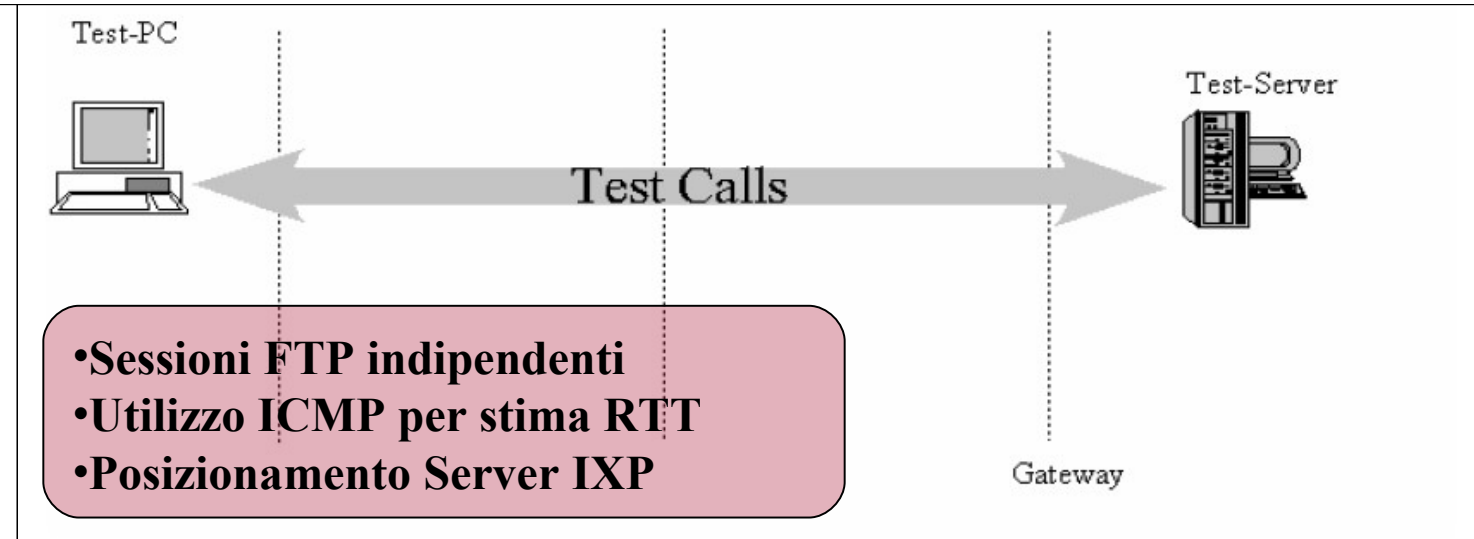 Test-PC
Test-Server
Test Calls
•Sessioni FTP indipendenti
•Utilizzo ICMP per stima RTT
•Posizionamento Server IXP
Gateway